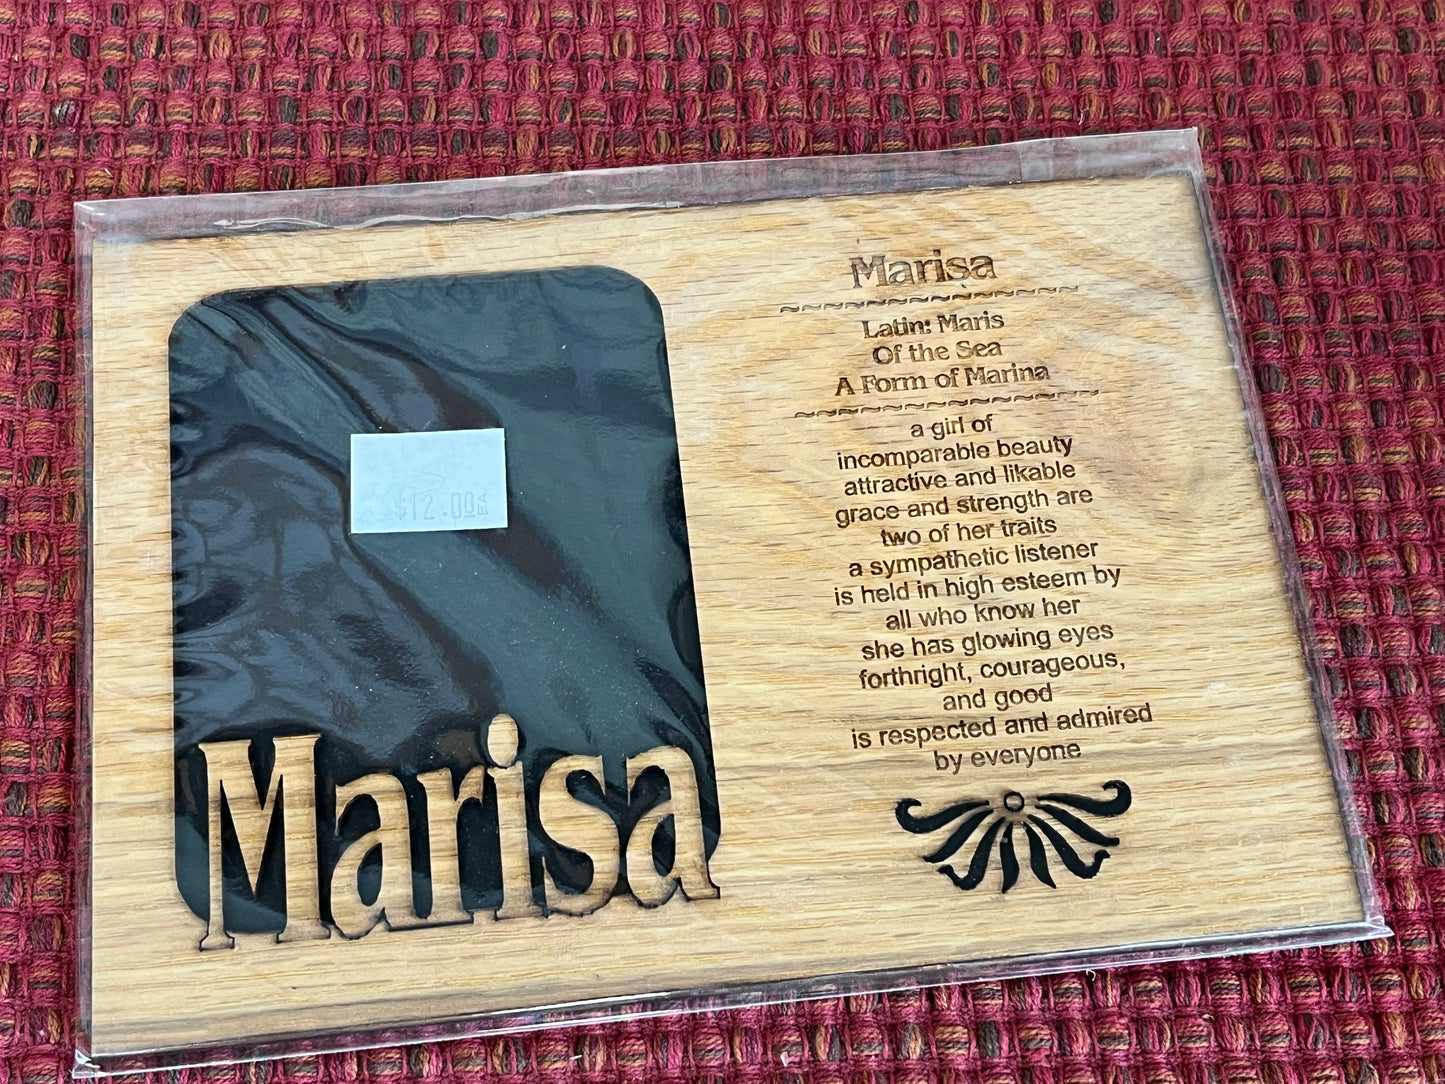 Marisa
Latin: Maris
Of the Sea
A Form of Marina
a girl of
incomparable beauty
attractive and likable
grace and strength are
two of her traits
a sympathetic listener
is held in high esteem by
all who know her
she has glowing eyes
forthright, courageous,
and good
is respected and admired
by everyone
12.00 EA
Marisa